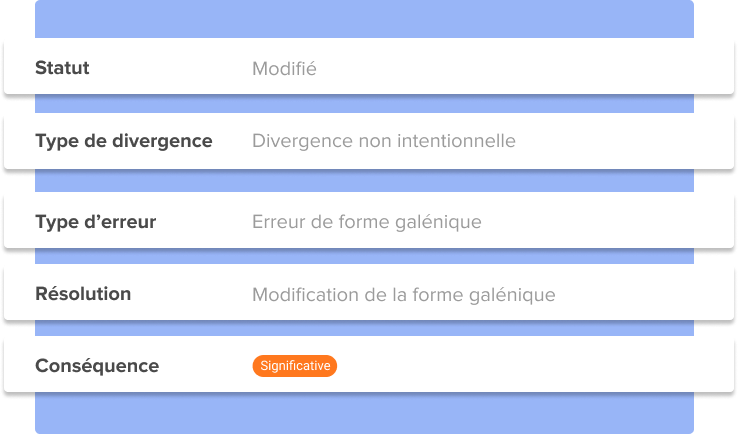 Statut Modifié
Type de divergence Divergence non intentionnelle
Type d’erreur Erreur de forme galénique
Résolution Modification de la forme galénique
Conséquence Significative